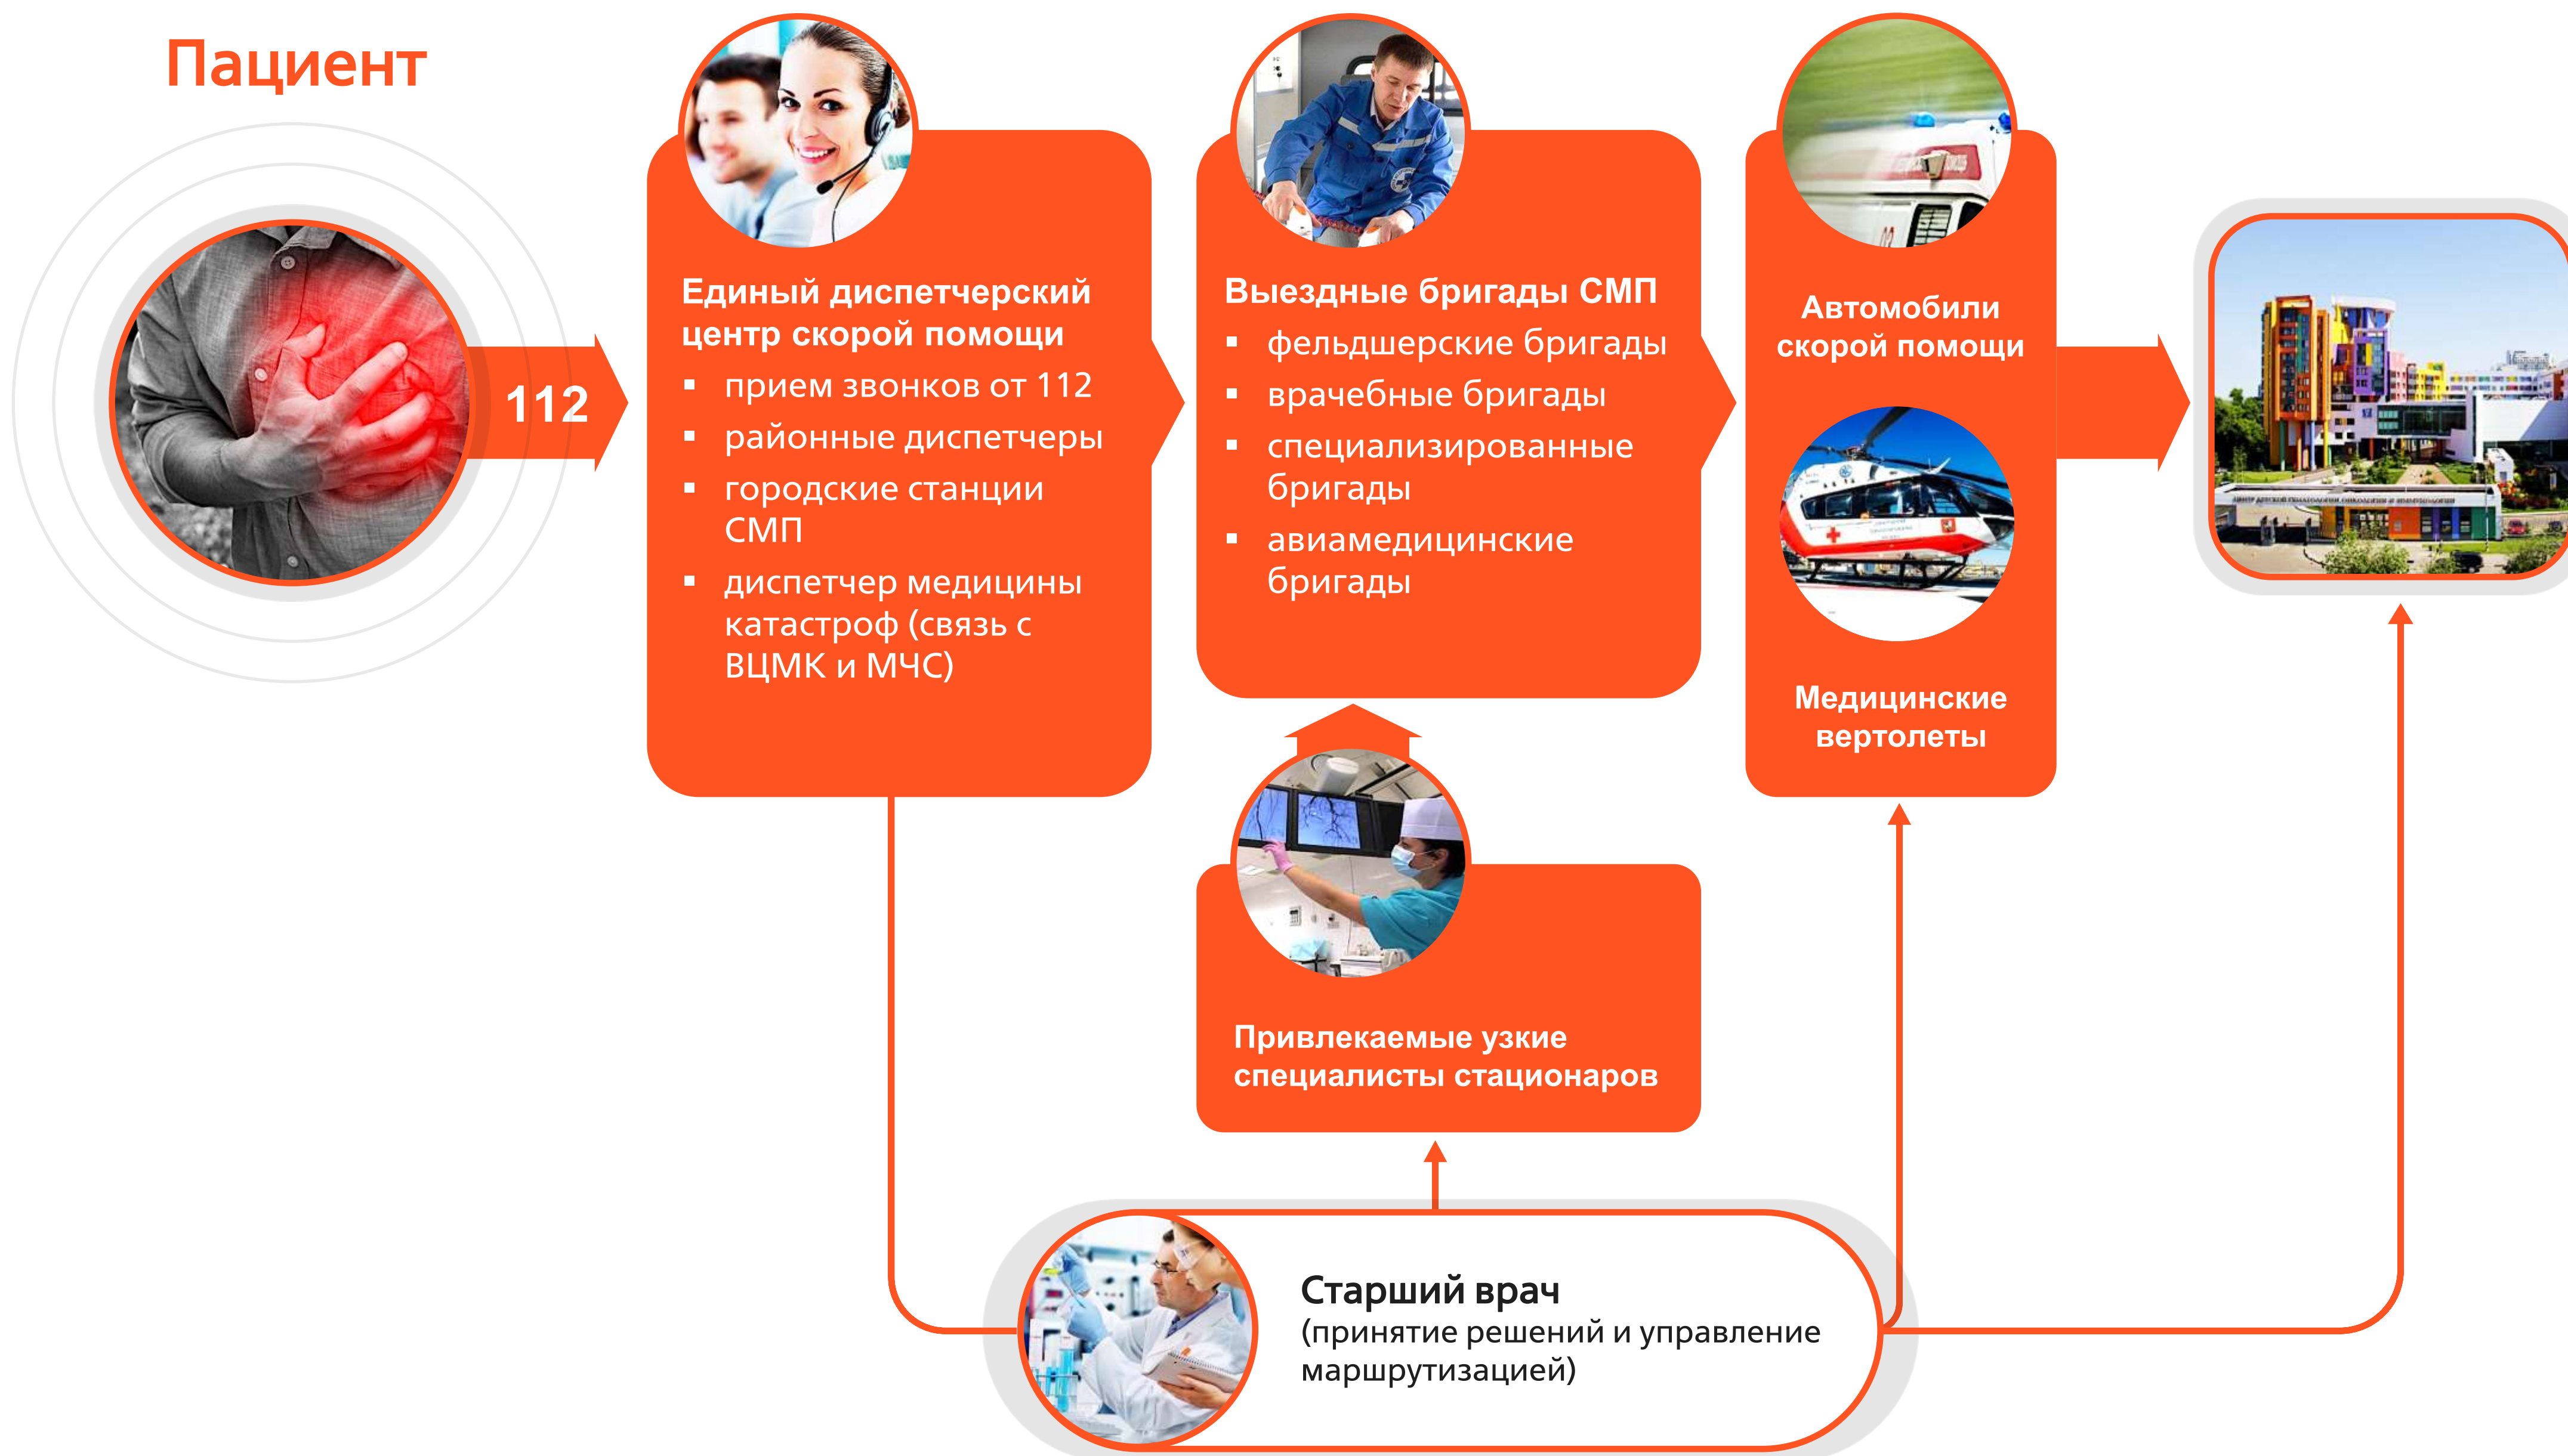 Пациент
112
Единый диспетчерский
центр скорой помощи
▪ прием звонков от 112
▪ районные диспетчеры
▪ городские станции
СМП
▪ диспетчер медицины
катастроф (связь с
ВЦМК и МЧС)
Выездные бригады СМП
▪ фельдшерские бригады
▪ врачебные бригады
▪ специализированные
бригады
▪ авиамедицинские
бригады
Автомобили
скорой помощи
Медицинские
вертолеты
Привлекаемые узкие
специалисты стационаров
Старший врач
(принятие решений и управление
маршрутизацией)